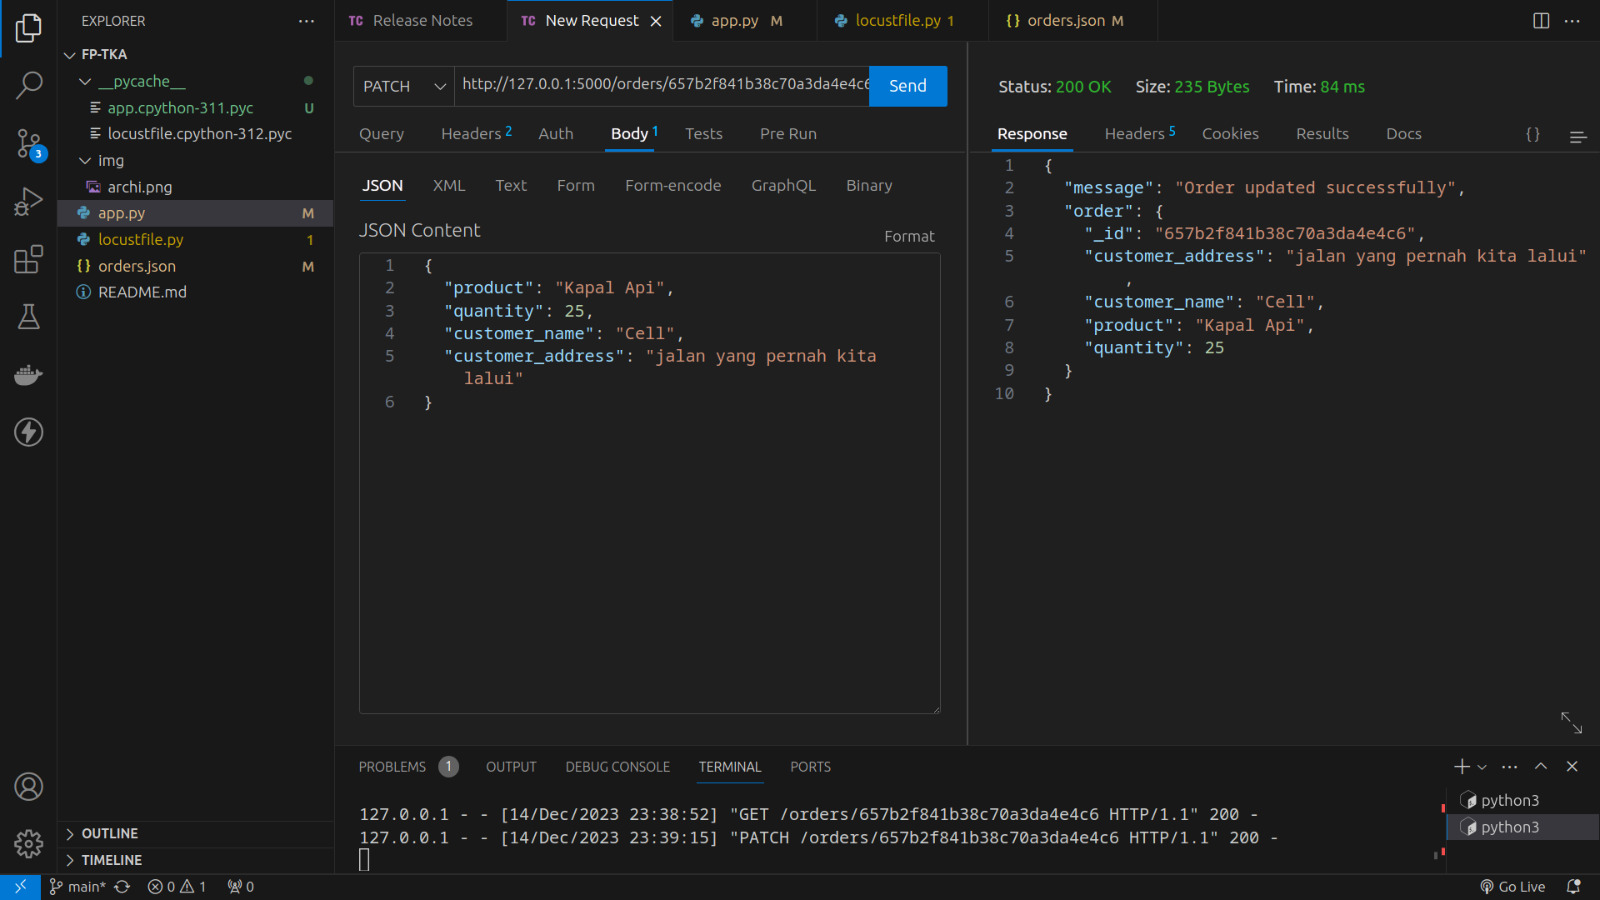 EXPLORER
FP-TKA
__pycache__
app.cpython-311.pyc U
locustfile.cpython-312.pyc
img
archi.png
app.py M
locustfile.py 1
orders.json M
README.md
OUTLINE
TIMELINE
3
TC Release Notes
TC New Request
app.py M
locustfile.py 1
{} orders.json M
PATCH
http://127.0.0.1:5000/orders/657b2f841b38c70a3da4e4c6
Send
Query Headers 2 Auth Body 1 Tests Pre Run
JSON XML Text Form Form-encode GraphQL Binary
JSON Content
Format
1 {
2 "product": "Kapal Api",
3 "quantity": 25,
4 "customer_name": "Cell",
5 "customer_address": "jalan yang pernah kita
lalui"
6 }
Status: 200 OK Size: 235 Bytes Time: 84 ms
Response Headers 5 Cookies Results Docs {}
1 {
2 "message": "Order updated successfully",
3 "order": {
4 "_id": "657b2f841b38c70a3da4e4c6",
5 "customer_address": "jalan yang pernah kita lalui"
,
6 "customer_name": "Cell",
7 "product": "Kapal Api",
8 "quantity": 25
9 }
10 }
PROBLEMS 1 OUTPUT DEBUG CONSOLE TERMINAL PORTS
127.0.0.1 - - [14/Dec/2023 23:38:52] "GET /orders/657b2f841b38c70a3da4e4c6 HTTP/1.1" 200 -
127.0.0.1 - - [14/Dec/2023 23:39:15] "PATCH /orders/657b2f841b38c70a3da4e4c6 HTTP/1.1" 200 -
python3
python3
main* 0 1 0
Go Live